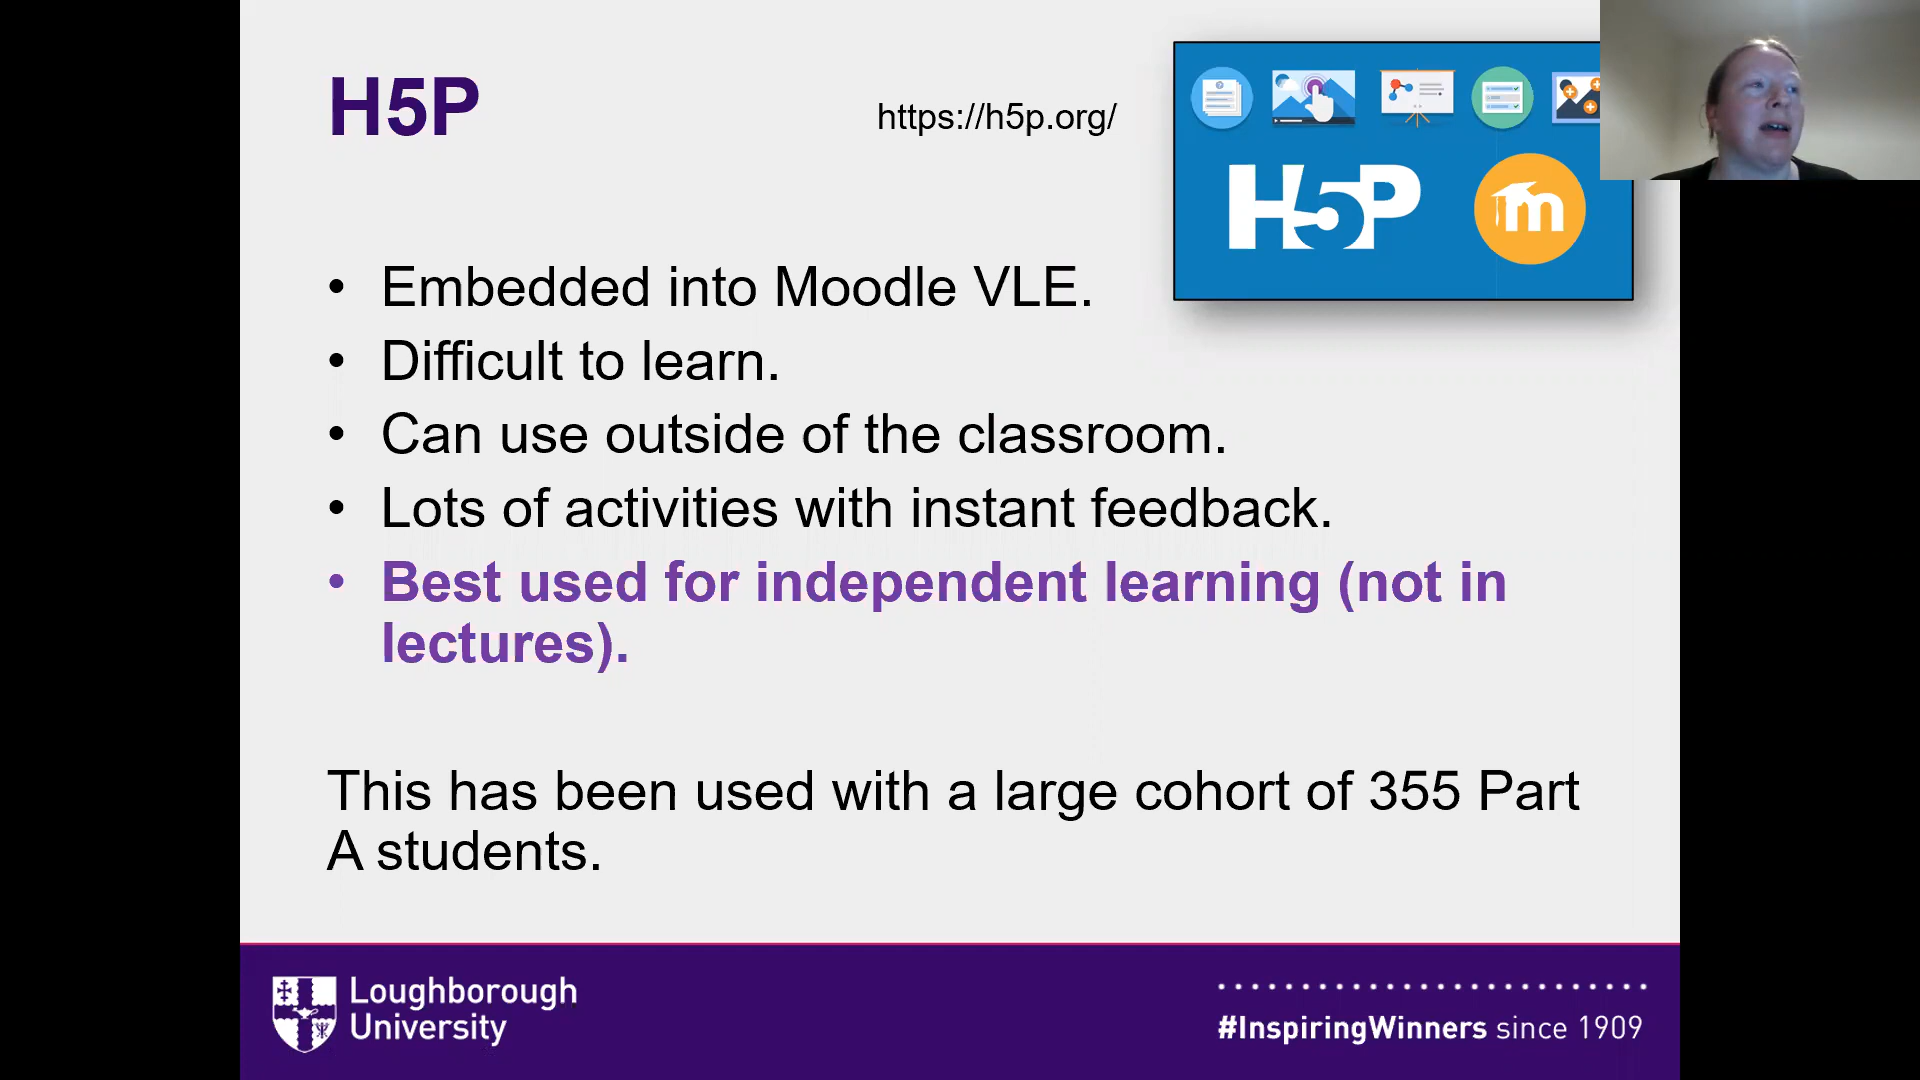 H5P
https://h5p.org/
H5P
m
• Embedded into Moodle VLE.
• Difficult to learn.
• Can use outside of the classroom.
• Lots of activities with instant feedback.
• Best used for independent learning (not in
lectures).
This has been used with a large cohort of 355 Part
A students.
Loughborough
University
#InspiringWinners since 1909